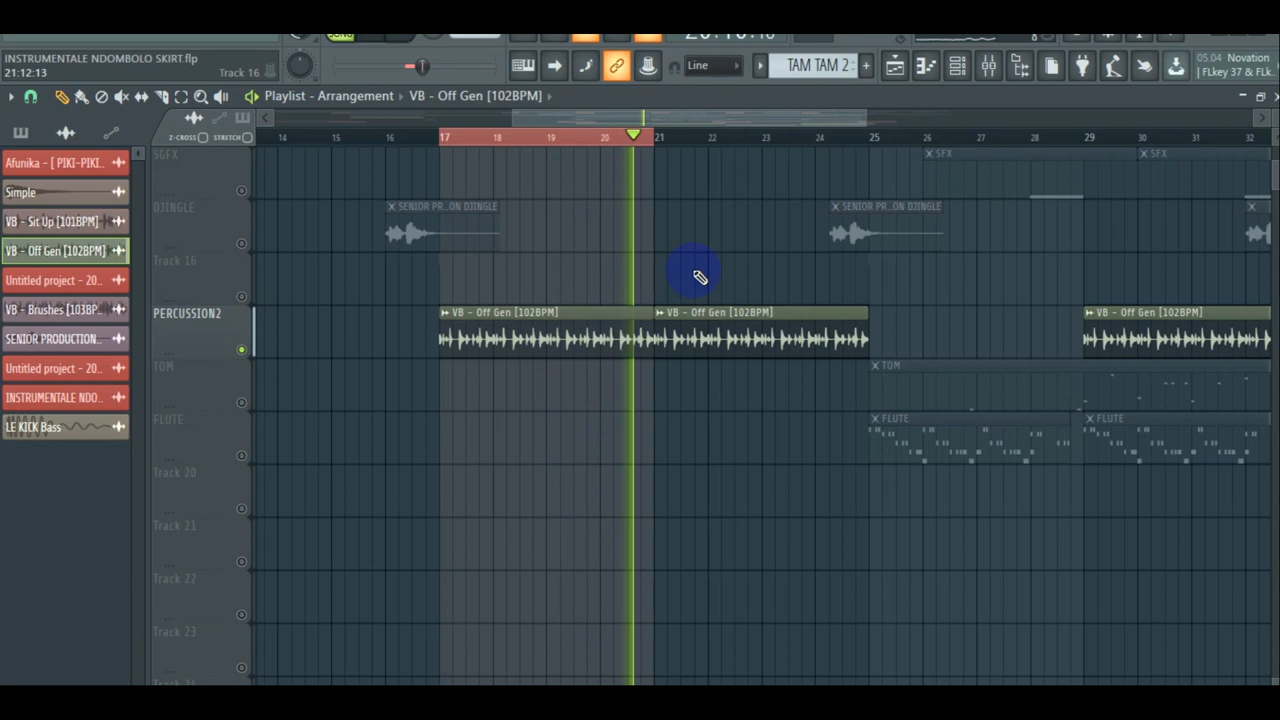 INSTRUMENTALE NDOMBOLO SKIRT.flp
21:12:13
Track 16
Line
TAM TAM 2
05.04 Novation
| FLkey 37 & FLk..
Playlist - Arrangement
VB - Off Gen [102BPM]
Z-CROSS
STRETCH
14
15
16
17
18
19
20
21
22
23
24
25
26
27
28
29
30
31
32
Afunika - [ PIKI-PIKI..
Simple
VB - Sit Up [101BPM]
VB - Off Gen [102BPM]
Untitled project - 20..
VB - Brushes [103BP..
SENIOR PRODUCTION..
Untitled project - 20..
INSTRUMENTALE NDO..
LE KICK Bass
SGFX
SFX
SFX
DJINGLE
SENIOR PR..ON DJINGLE
SENIOR PR..ON DJINGLE
Track 16
PERCUSSION2
VB - Off Gen [102BPM]
VB - Off Gen [102BPM]
VB - Off Gen [102BPM]
TOM
TOM
FLUTE
FLUTE
FLUTE
Track 20
Track 21
Track 22
Track 23